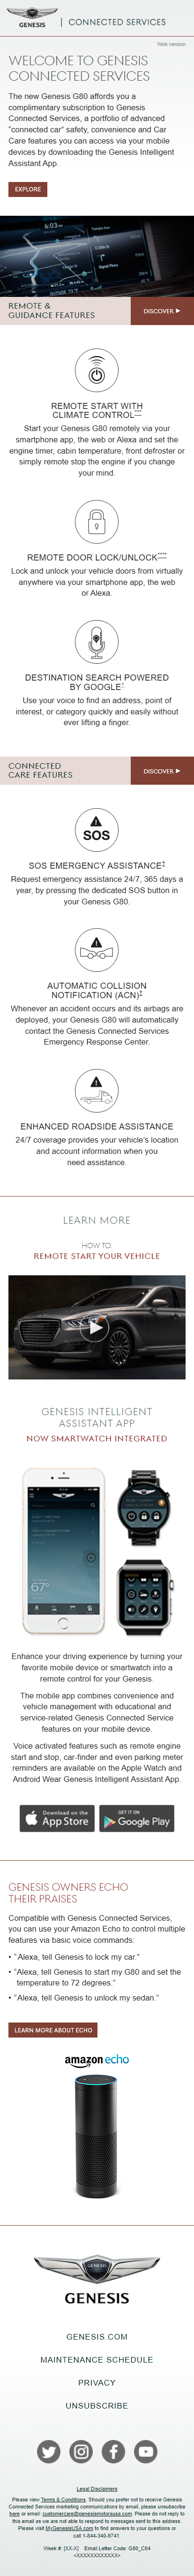 GENESIS
CONNECTED SERVICES
Web version
WELCOME TO GENESIS
CONNECTED SERVICES
The new Genesis G80 affords you a
complimentary subscription to Genesis
Connected Services, a portfolio of advanced
“connected car” safety, convenience and Car
Care features you can access via your mobile
devices by downloading the Genesis Intelligent
Assistant App.
EXPLORE
6:03
REMOTE &
GUIDANCE FEATURES
DISCOVER ▶
REMOTE START WITH
CLIMATE CONTROL***
Start your Genesis G80 remotely via your
smartphone app, the web or Alexa and set the
engine timer, cabin temperature, front defroster or
simply remote stop the engine if you change
your mind.
REMOTE DOOR LOCK/UNLOCK****
Lock and unlock your vehicle doors from virtually
anywhere via your smartphone app, the web
or Alexa.
DESTINATION SEARCH POWERED
BY GOOGLE†
Use your voice to find an address, point of
interest, or category quickly and easily without
ever lifting a finger.
CONNECTED
CARE FEATURES
DISCOVER ▶
SOS
SOS EMERGENCY ASSISTANCE‡
Request emergency assistance 24/7, 365 days a
year, by pressing the dedicated SOS button in
your Genesis G80.
AUTOMATIC COLLISION
NOTIFICATION (ACN)‡
Whenever an accident occurs and its airbags are
deployed, your Genesis G80 will automatically
contact the Genesis Connected Services
Emergency Response Center.
ENHANCED ROADSIDE ASSISTANCE
24/7 coverage provides your vehicle’s location
and account information when you
need assistance.
LEARN MORE
HOW TO:
REMOTE START YOUR VEHICLE
GENESIS INTELLIGENT
ASSISTANT APP
NOW SMARTWATCH INTEGRATED
67°
Enhance your driving experience by turning your
favorite mobile device or smartwatch into a
remote control for your Genesis.
The mobile app combines convenience and
vehicle management with educational and
service-related Genesis Connected Service
features on your mobile device.
Voice activated features such as remote engine
start and stop, car-finder and even parking meter
reminders are available on the Apple Watch and
Android Wear Genesis Intelligent Assistant App.
Download on the
App Store
GET IT ON
Google Play
GENESIS OWNERS ECHO
THEIR PRAISES
Compatible with Genesis Connected Services,
you can use your Amazon Echo to control multiple
features via basic voice commands:
• “Alexa, tell Genesis to lock my car.”
• “Alexa, tell Genesis to start my G80 and set the
temperature to 72 degrees.”
• “Alexa, tell Genesis to unlock my sedan.”
LEARN MORE ABOUT ECHO
amazon echo
GENESIS
GENESIS
GENESIS.COM
MAINTENANCE SCHEDULE
PRIVACY
UNSUBSCRIBE
Legal Disclaimers
Please view Terms & Conditions. Should you prefer not to receive Genesis
Connected Services marketing communications by email, please unsubscribe
here or email: customercare@genesismotorsusa.com. Please do not reply to
this email as we are not able to respond to messages sent to this address.
Please visit MyGenesisUSA.com to find answers to your questions or
call 1-844-340-9741.
Week #: [XX-X] Email Letter Code: G80_C04
<XXXXXXXXXXXXX>